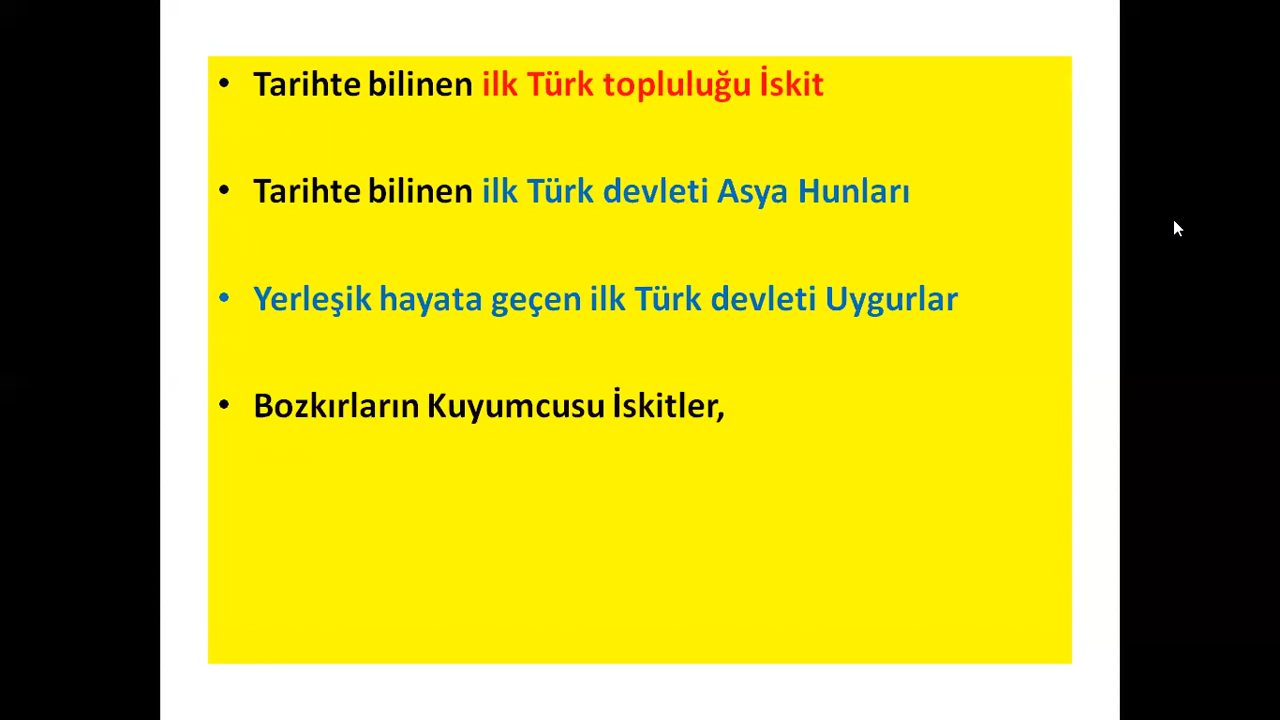 • Tarihte bilinen ilk Türk topluluğu İskit
• Tarihte bilinen ilk Türk devleti Asya Hunları
• Yerleşik hayata geçen ilk Türk devleti Uygurlar
• Bozkırların Kuyumcusu İskitler,